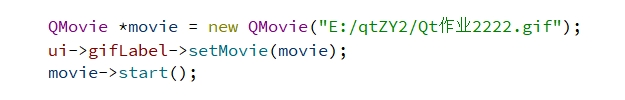 QMovie *movie = new QMovie("E:/qtZY2/Qt作业2222.gif");
ui->gifLabel->setMovie(movie);
movie->start();